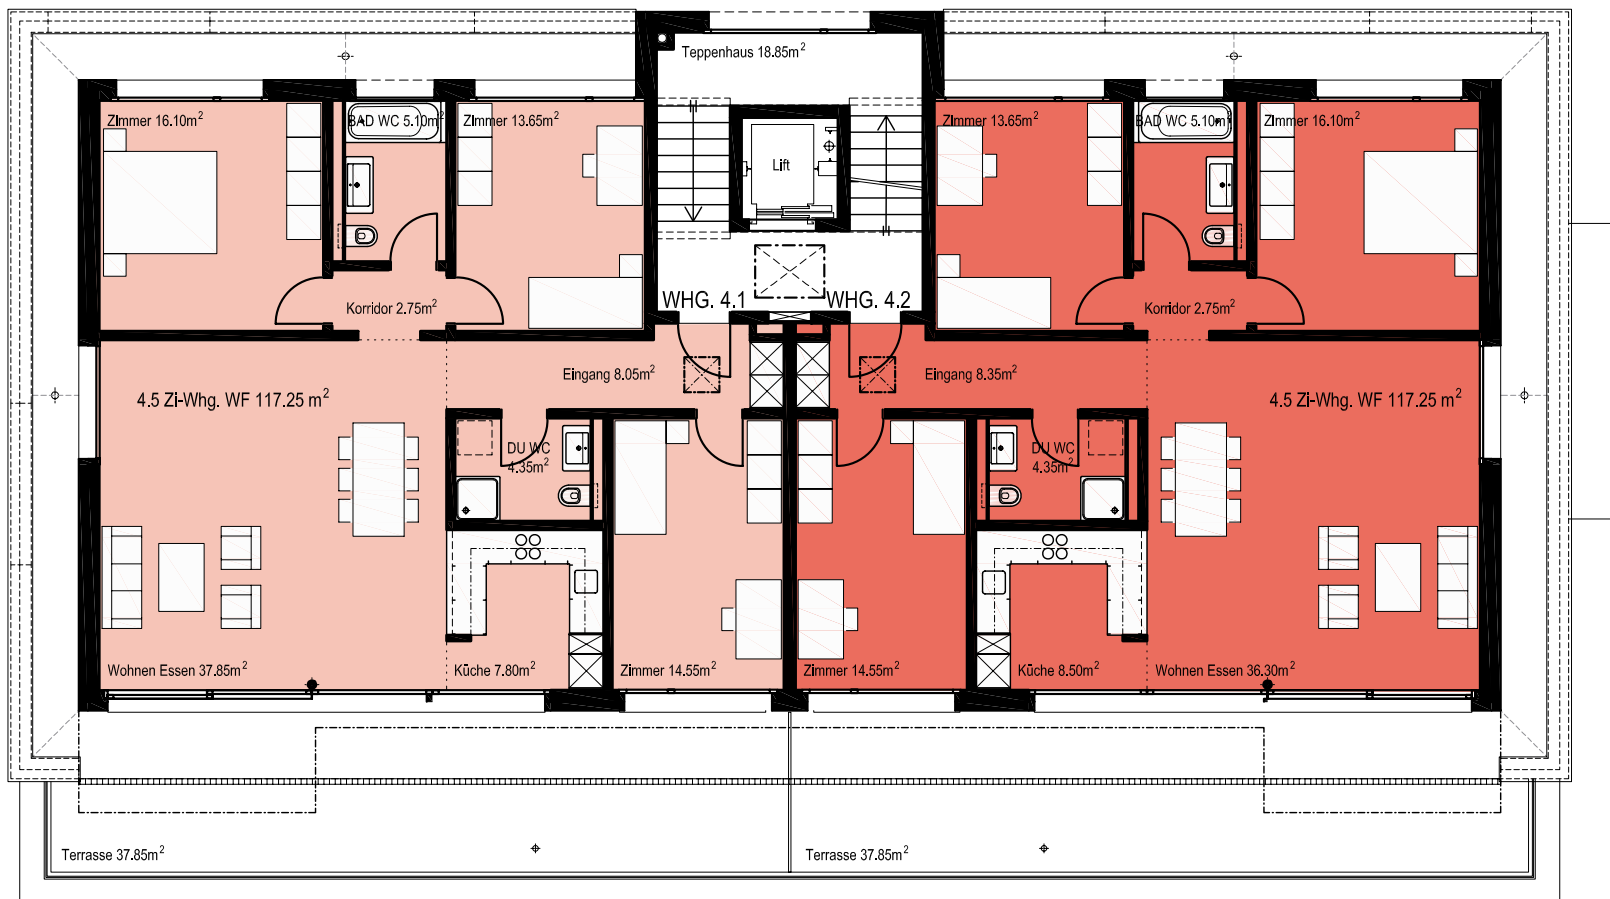 Teppenhaus 18.85m²
Zimmer 16.10m²
BAD WC 5.10m²
Zimmer 13.65m²
Zimmer 13.65m²
BAD WC 5.10m²
Zimmer 16.10m²
Lift
WHG. 4.1
WHG. 4.2
Korridor 2.75m²
Korridor 2.75m²
Eingang 8.05m²
Eingang 8.35m²
4.5 Zi-Whg. WF 117.25 m²
4.5 Zi-Whg. WF 117.25 m²
DU WC
4.35m²
DU WC
4.35m²
Wohnen Essen 37.85m²
Küche 7.80m²
Zimmer 14.55m²
Zimmer 14.55m²
Küche 8.50m²
Wohnen Essen 36.30m²
Terrasse 37.85m²
Terrasse 37.85m²